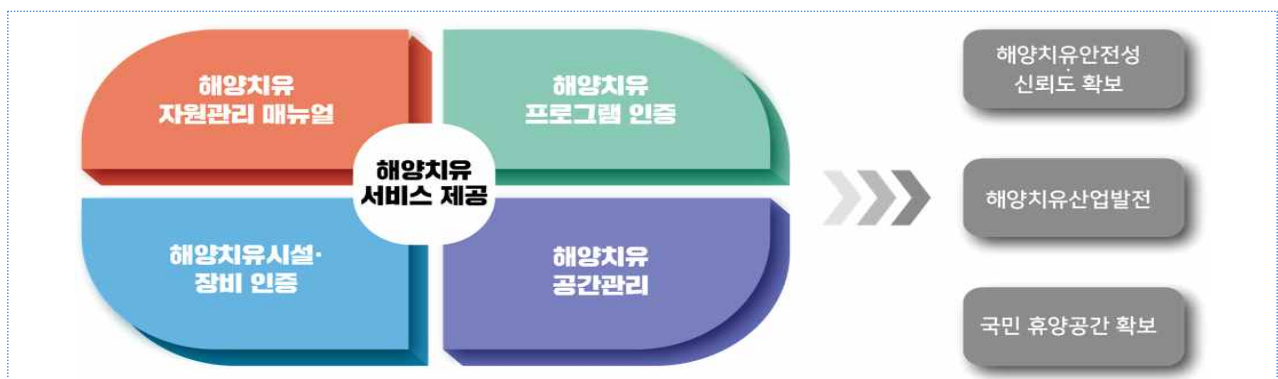 해양치유
자원관리 매뉴얼
해양치유
프로그램 인증
해양치유
서비스 제공
해양치유시설·
장비 인증
해양치유
공간관리
해양치유안전성
·
신뢰도 확보
해양치유산업발전
국민 휴양공간 확보